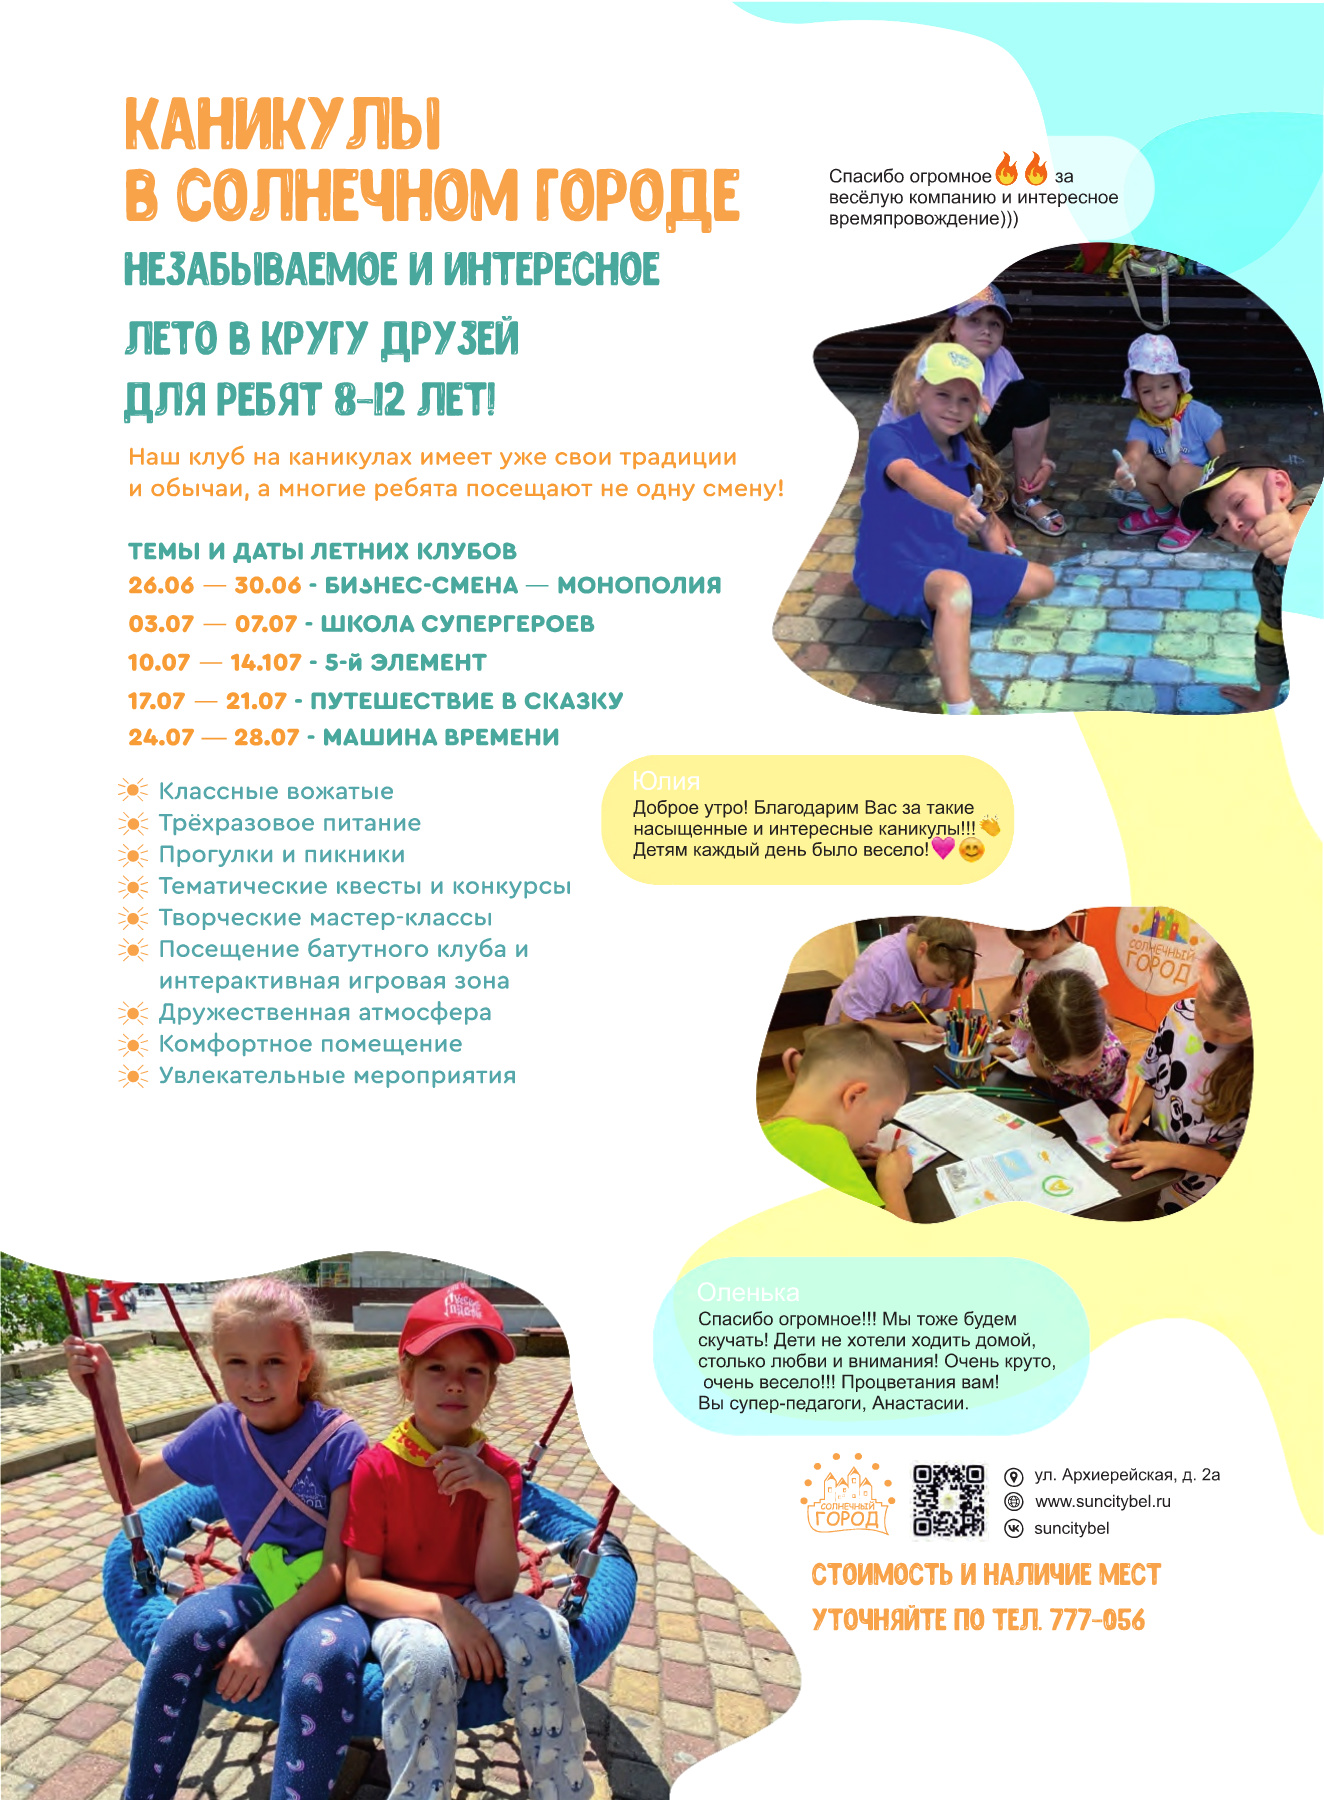 КАНИКУЛЫ
В СОЛНЕЧНОМ ГОРОДЕ
НЕЗАБЫВАЕМОЕ И ИНТЕРЕСНОЕ
ЛЕТО В КРУГУ ДРУЗЕЙ
ДЛЯ РЕБЯТ 8-12 ЛЕТ!
Наш клуб на каникулах имеет уже свои традиции
и обычаи, а многие ребята посещают не одну смену!
ТЕМЫ И ДАТЫ ЛЕТНИХ КЛУБОВ
26.06 — 30.06 - БИЗНЕС-СМЕНА — МОНОПОЛИЯ
03.07 — 07.07 - ШКОЛА СУПЕРГЕРОЕВ
10.07 — 14.107 - 5-й ЭЛЕМЕНТ
17.07 — 21.07 - ПУТЕШЕСТВИЕ В СКАЗКУ
24.07 — 28.07 - МАШИНА ВРЕМЕНИ
Классные вожатые
Трёхразовое питание
Прогулки и пикники
Тематические квесты и конкурсы
Творческие мастер-классы
Посещение батутного клуба и
интерактивная игровая зона
Дружественная атмосфера
Комфортное помещение
Увлекательные мероприятия
Спасибо огромное🔥🔥 за
весёлую компанию и интересное
времяпровождение)))
Юлия
Доброе утро! Благодарим Вас за такие
насыщенные и интересные каникулы!!!👏
Детям каждый день было весело!💗😊
СОЛНЕЧНЫЙ
ГОРОД
Оленька
Спасибо огромное!!! Мы тоже будем
скучать! Дети не хотели ходить домой,
столько любви и внимания! Очень круто,
очень весело!!! Процветания вам!
Вы супер-педагоги, Анастасии.
СОЛНЕЧНЫЙ
ГОРОД
ул. Архиерейская, д. 2а
www.suncitybel.ru
suncitybel
СТОИМОСТЬ И НАЛИЧИЕ МЕСТ
УТОЧНЯЙТЕ ПО ТЕЛ. 777-056